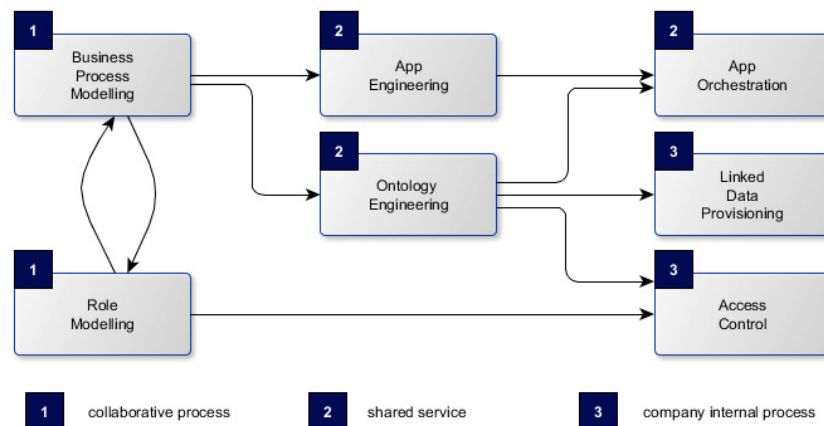 1
Business
Process
Modelling
2
App
Engineering
2
App
Orchestration
2
Ontology
Engineering
3
Linked
Data
Provisioning
1
Role
Modelling
3
Access
Control
1 collaborative process
2 shared service
3 company internal process